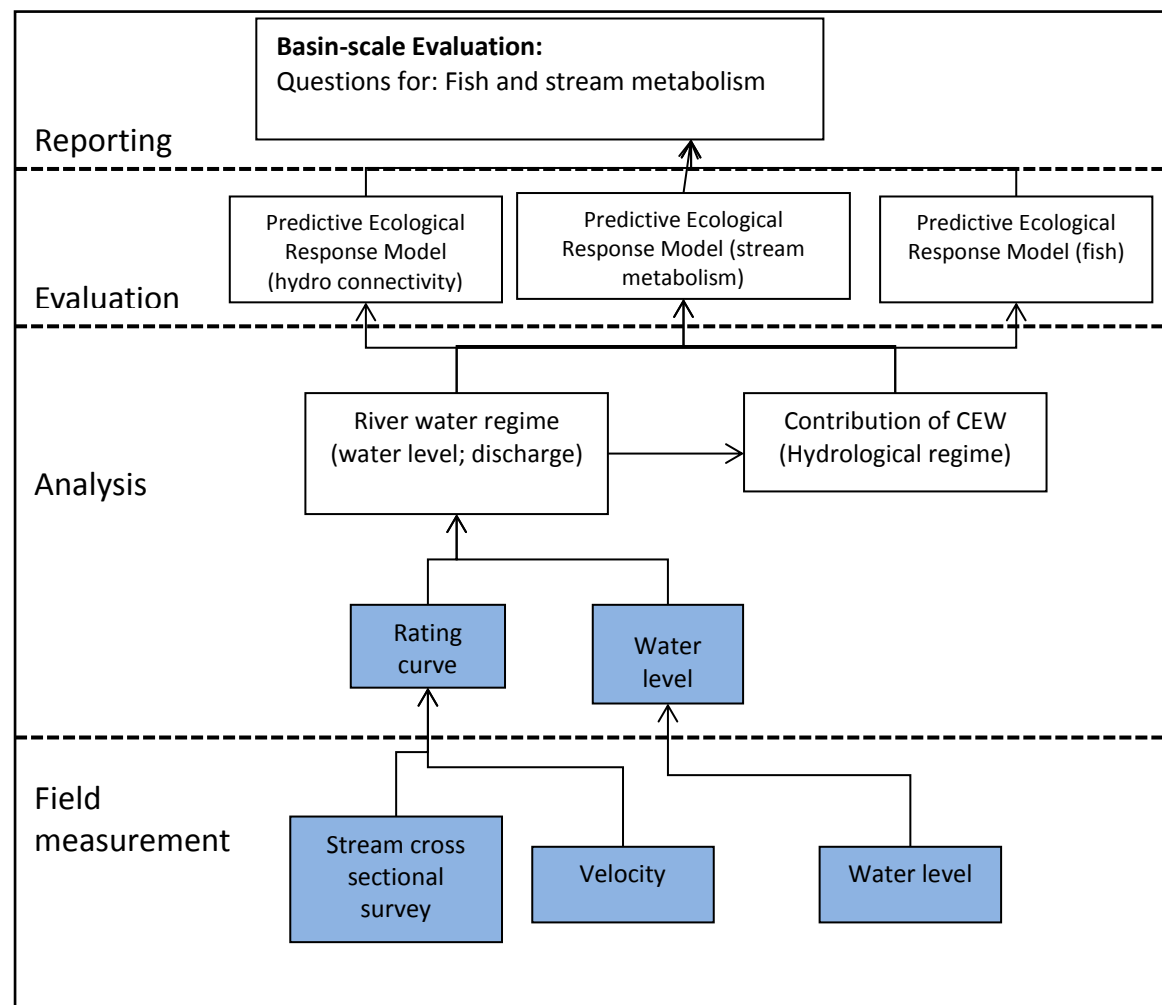 Basin-scale Evaluation:
Questions for: Fish and stream metabolism
Reporting
Predictive Ecological
Response Model
(hydro connectivity)
Predictive Ecological
Response Model (stream
metabolism)
Predictive Ecological
Response Model (fish)
Evaluation
River water regime
(water level; discharge)
Contribution of CEW
(Hydrological regime)
Analysis
Rating
curve
Water
level
Field
measurement
Stream cross
sectional
survey
Velocity
Water level